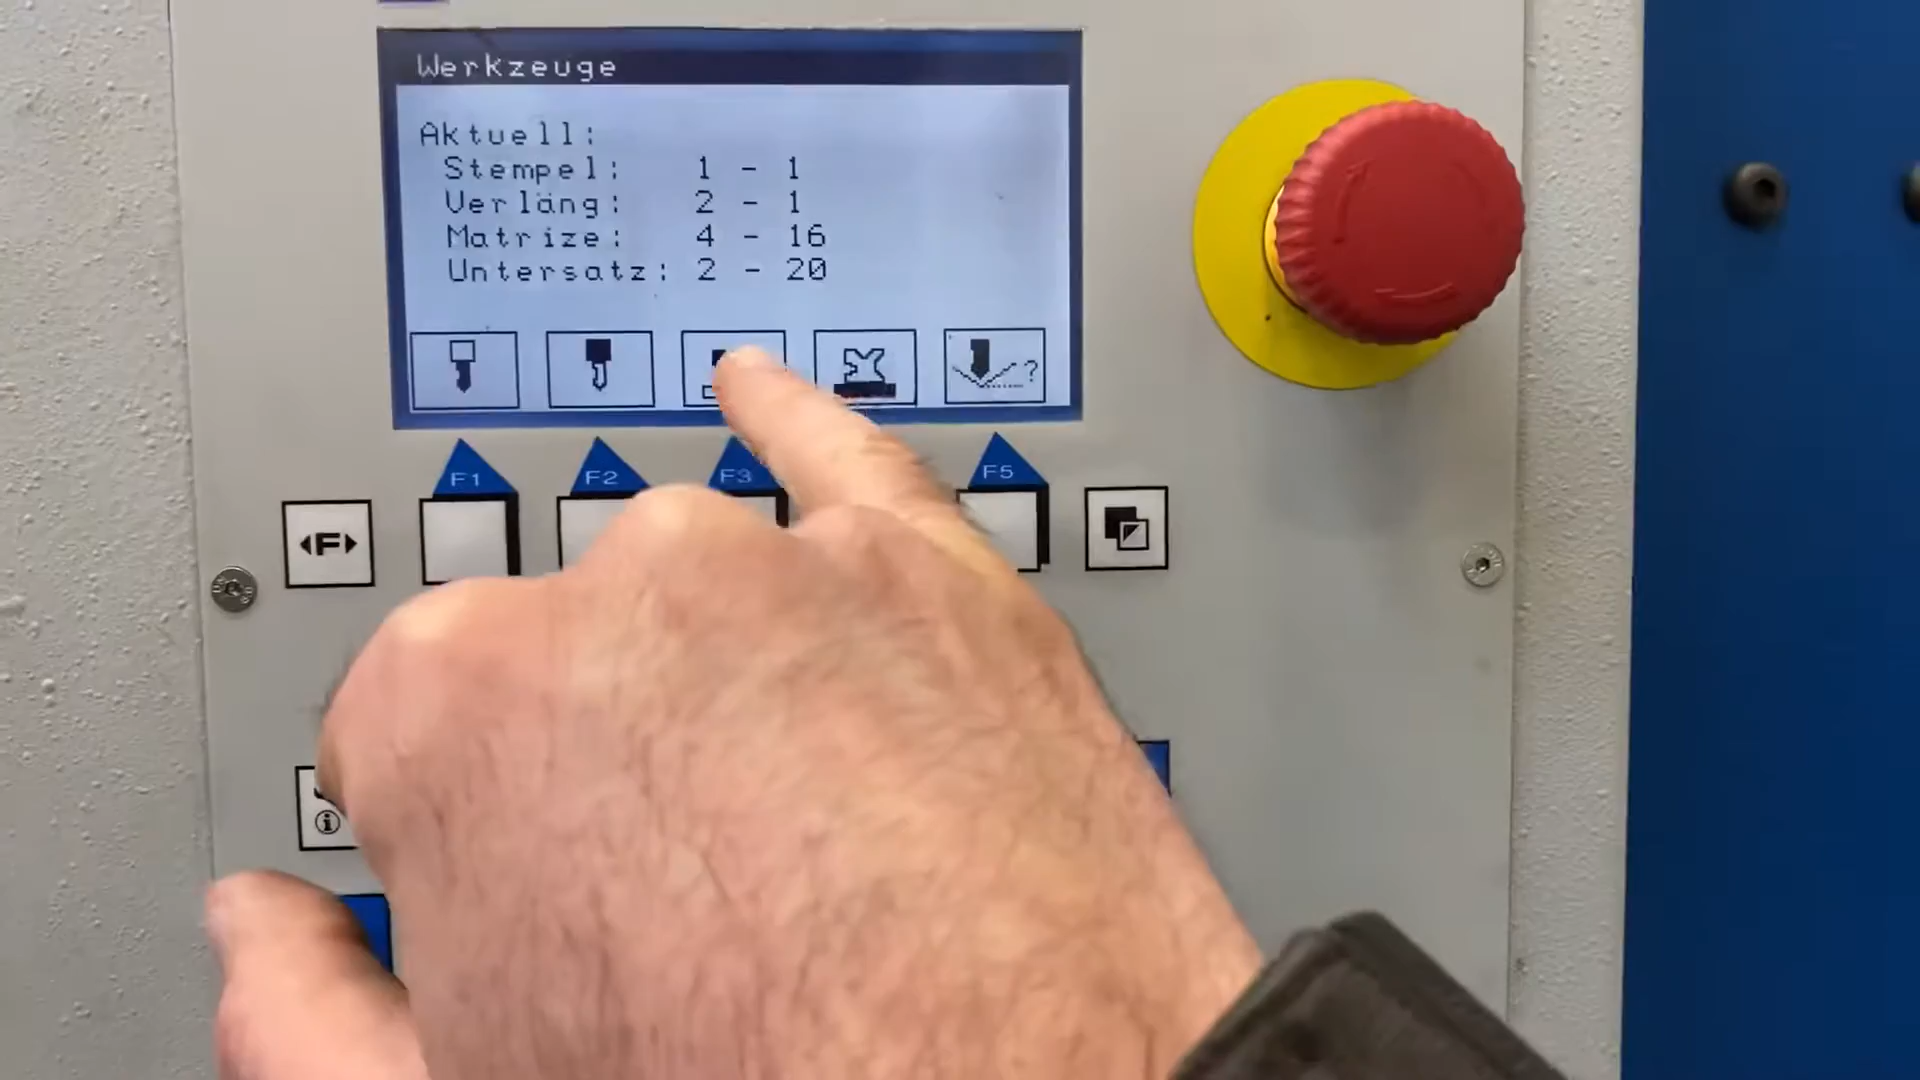 Werkzeuge
Aktuell:
Stempel: 1 - 1
Verläng: 2 - 1
Matrize: 4 - 16
Untersatz: 2 - 20
?
F1 F2 F3 F5
F
i